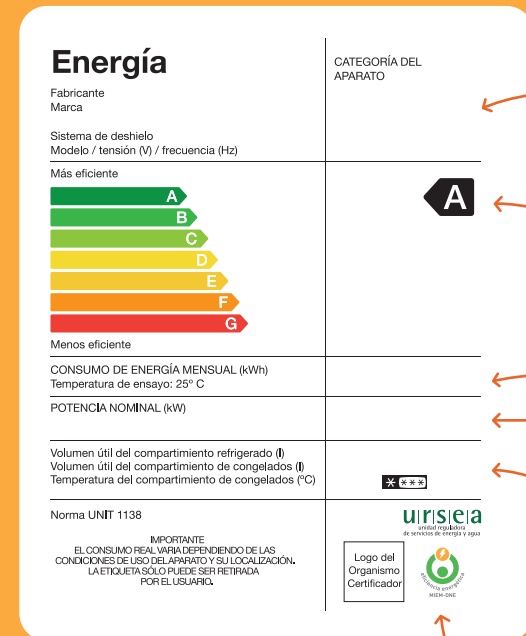 Energía
CATEGORÍA DEL
APARATO
Fabricante
Marca
Sistema de deshielo
Modelo / tensión (V) / frecuencia (Hz)
Más eficiente
A
B
C
D
E
F
G
A
Menos eficiente
CONSUMO DE ENERGÍA MENSUAL (kWh)
Temperatura de ensayo: 25º C
POTENCIA NOMINAL (kW)
Volumen útil del compartimiento refrigerado (l)
Volumen útil del compartimiento de congelados (l)
Temperatura del compartimiento de congelados (ºC)
Norma UNIT 1138
IMPORTANTE
EL CONSUMO REAL VARIA DEPENDIENDO DE LAS
CONDICIONES DE USO DEL APARATO Y SU LOCALIZACIÓN.
LA ETIQUETA SÓLO PUEDE SER RETIRADA
POR EL USUARIO.
ursea
unidad reguladora
de servicios de energía y agua
Logo del
Organismo
Certificador
eficiencia energética
MIEM-DNE